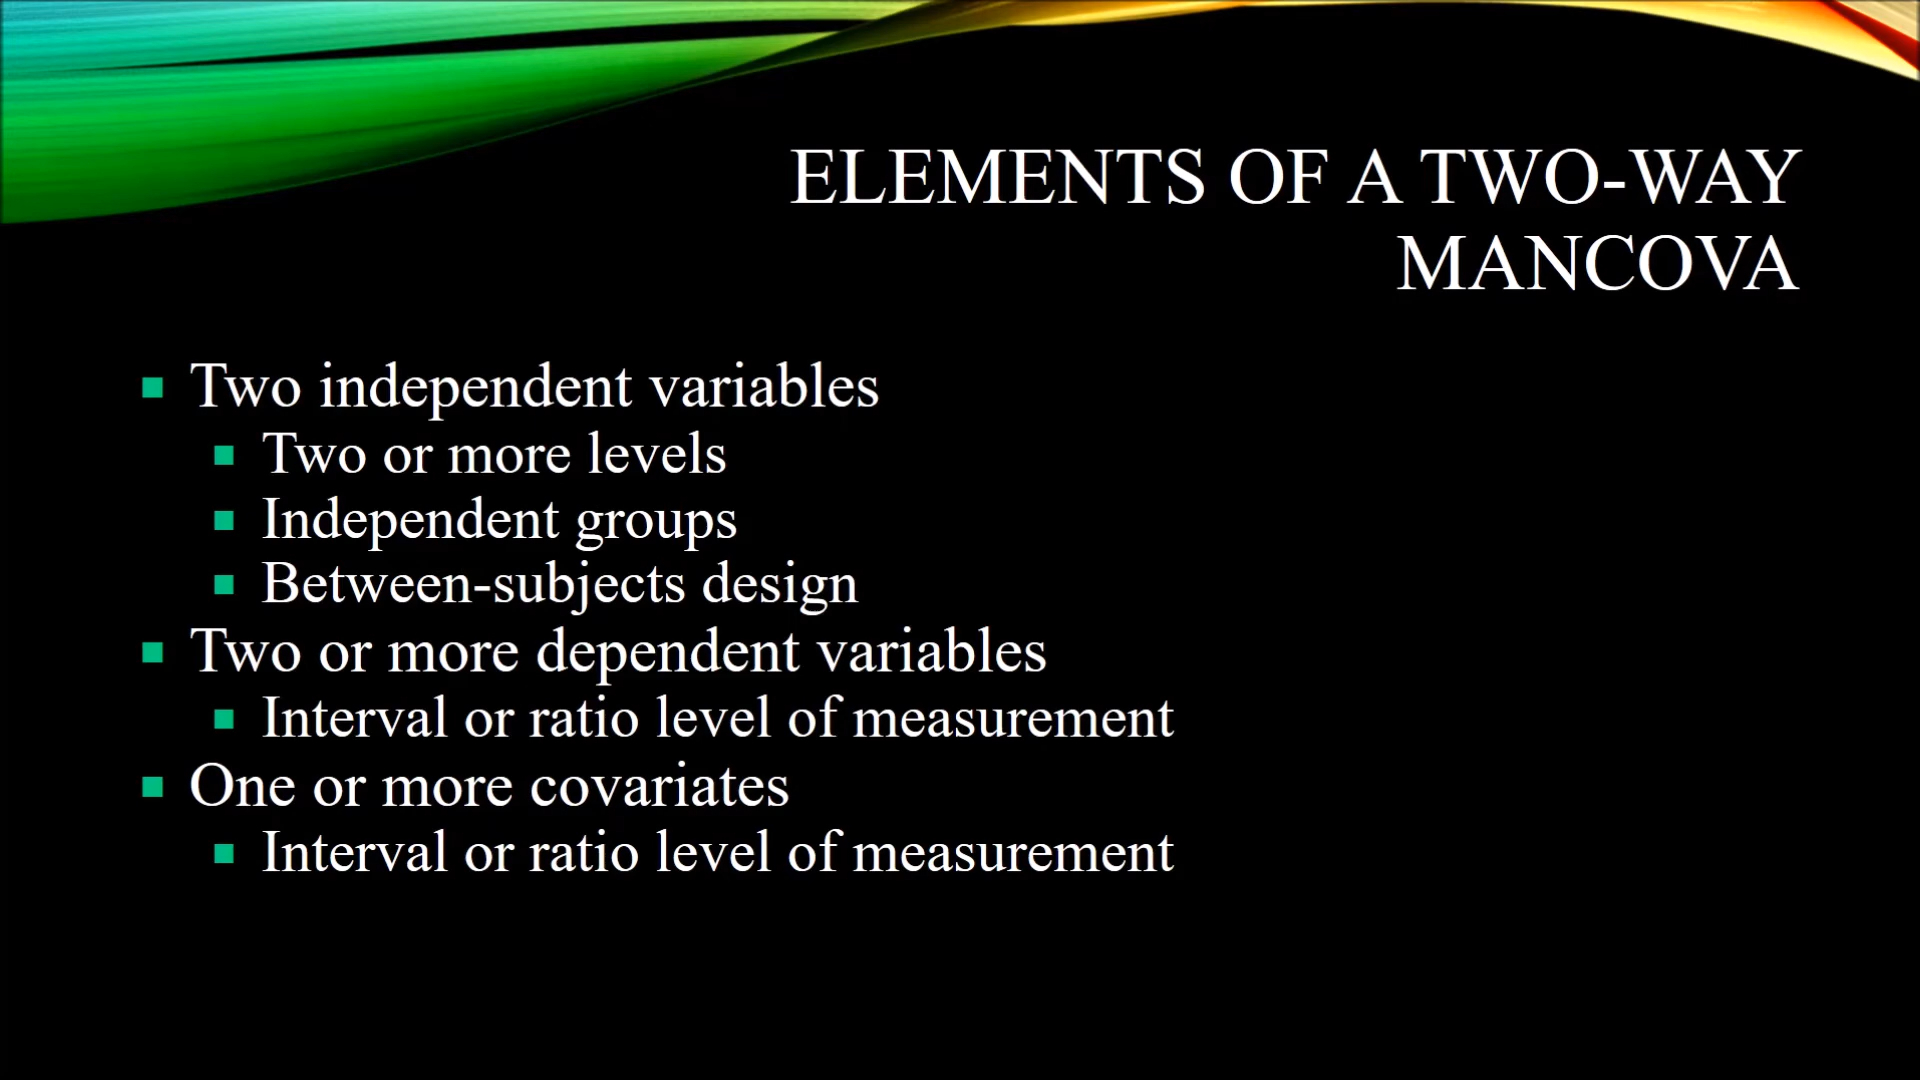 ELEMENTS OF A TWO-WAY
MANCOVA
Two independent variables
Two or more levels
Independent groups
Between-subjects design
Two or more dependent variables
Interval or ratio level of measurement
One or more covariates
Interval or ratio level of measurement